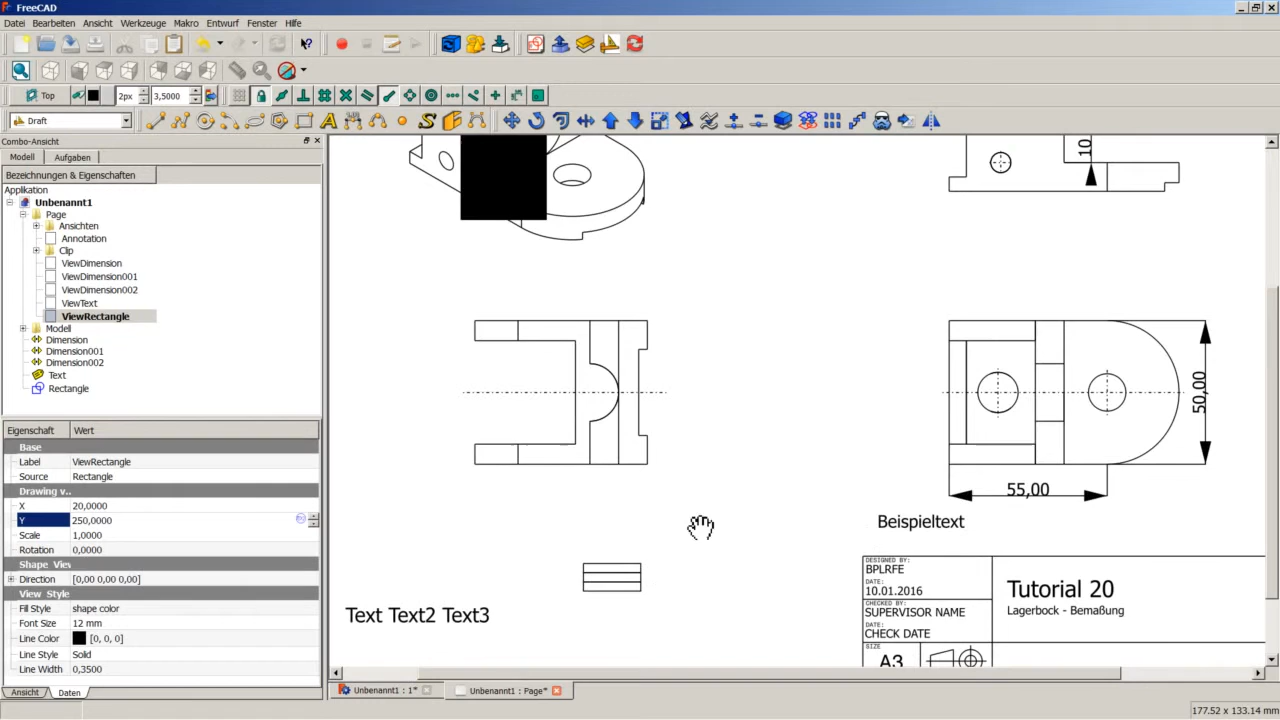 FreeCAD
Datei Bearbeiten Ansicht Werkzeuge Makro Entwurf Fenster Hilfe
Top 2px 3,5000
Draft
Combo-Ansicht
Modell Aufgaben
Bezeichnungen & Eigenschaften
Applikation
Unbenannt1
Page
Ansichten
Annotation
Clip
ViewDimension
ViewDimension001
ViewDimension002
ViewText
ViewRectangle
Modell
Dimension
Dimension001
Dimension002
Text
Rectangle
Eigenschaft Wert
Base
Label ViewRectangle
Source Rectangle
Drawing v..
X 20,0000
Y 250,0000
Scale 1,0000
Rotation 0,0000
Shape Vie
Direction [0,00 0,00 0,00]
View Style
Fill Style shape color
Font Size 12 mm
Line Color [0, 0, 0]
Line Style Solid
Line Width 0,3500
Ansicht Daten
10
50,00
55,00
Beispieltext
Text Text2 Text3
DESIGNED BY:
BPLRFE
DATE:
10.01.2016
CHECKED BY:
SUPERVISOR NAME
DATE:
CHECK DATE
SIZE
A3
Tutorial 20
Lagerbock - Bemaßung
Unbenannt1 : 1* Unbenannt1 : Page*
177.52 x 133.14 mm